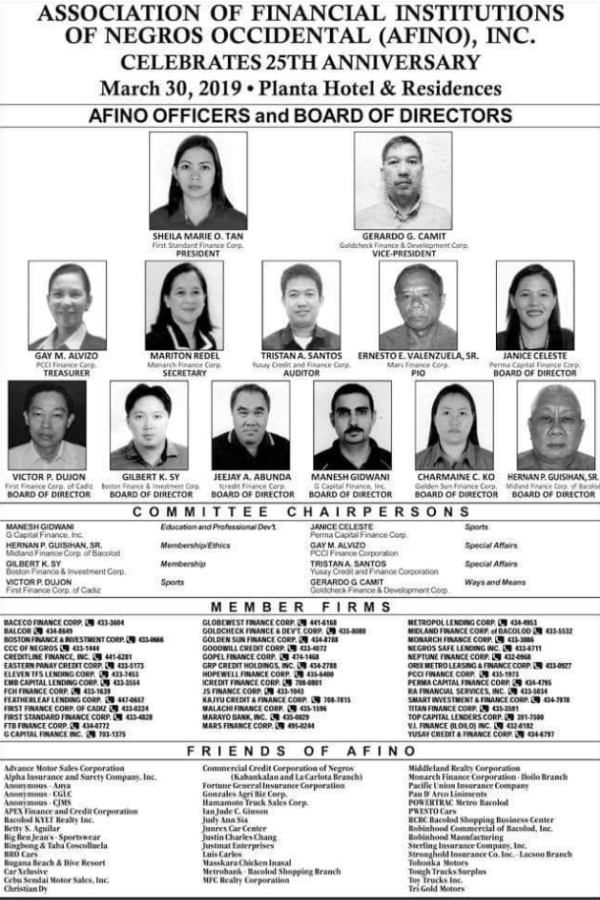 ASSOCIATION OF FINANCIAL INSTITUTIONS
OF NEGROS OCCIDENTAL (AFINO), INC.
CELEBRATES 25TH ANNIVERSARY
March 30, 2019 • Planta Hotel & Residences
AFINO OFFICERS and BOARD OF DIRECTORS
SHEILA MARIE O. TAN
First Standard Finance Corp.
PRESIDENT
GERARDO G. CAMIT
Goldcheck Finance & Development Corp.
VICE-PRESIDENT
GAY M. ALVIZO
PCCI Finance Corp.
TREASURER
MARITON REDEL
Monarch Finance Corp.
SECRETARY
TRISTAN A. SANTOS
Yusay Credit and Finance Corp.
AUDITOR
ERNESTO E. VALENZUELA, SR.
Mars Finance Corp.
PIO
JANICE CELESTE
Perma Capital Finance Corp.
BOARD OF DIRECTOR
VICTOR P. DUJON
First Finance Corp. of Cadiz
BOARD OF DIRECTOR
GILBERT K. SY
Boston Finance & Investment Corp.
BOARD OF DIRECTOR
JEEJAY A. ABUNDA
Icredit Finance Corp.
BOARD OF DIRECTOR
MANESH GIDWANI
G Capital Finance, Inc.
BOARD OF DIRECTOR
CHARMAINE C. KO
Golden Sun Finance Corp.
BOARD OF DIRECTOR
HERNAN P. GUISIHAN, SR.
Midland Finance Corp. of Bacolod
BOARD OF DIRECTOR
COMMITTEE CHAIRPERSONS
MANESH GIDWANI Education and Professional Dev't.
G Capital Finance, Inc.
HERNAN P. GUISIHAN, SR. Membership/Ethics
Midland Finance Corp. of Bacolod
GILBERT K. SY Membership
Boston Finance & Investment Corp.
VICTOR P. DUJON Sports
First Finance Corp. of Cadiz
JANICE CELESTE Sports
Perma Capital Finance Corp.
GAY M. ALVIZO Special Affairs
PCCI Finance Corporation
TRISTAN A. SANTOS Special Affairs
Yusay Credit and Finance Corporation
GERARDO G. CAMIT Ways and Means
Goldcheck Finance & Development Corp.
MEMBER FIRMS
BACECO FINANCE CORP. 433-3604
BALCOR 434-8649
BOSTON FINANCE & INVESTMENT CORP. 433-0666
CCC OF NEGROS 433-1444
CREDITLINE FINANCE, INC. 441-6281
EASTERN PANAY CREDIT CORP. 433-5173
ELEVEN TFS LENDING CORP. 433-7453
EMB CAPITAL LENDING CORP. 433-3554
FCH FINANCE CORP. 433-1639
FEATHERLEAF LENDING CORP. 447-0657
FIRST FINANCE CORP. OF CADIZ 433-0224
FIRST STANDARD FINANCE CORP. 433-4828
FTB FINANCE CORP. 434-0772
G CAPITAL FINANCE INC. 703-1375
GLOBEWEST FINANCE CORP. 441-6168
GOLDCHECK FINANCE & DEV'T. CORP. 435-8080
GOLDEN SUN FINANCE CORP. 434-8788
GOODWILL CREDIT CORP. 433-4072
GOPEL FINANCE CORP. 474-1468
GRP CREDIT HOLDINGS, INC. 434-2788
HOPEWELL FINANCE CORP. 435-6400
ICREDIT FINANCE CORP. 708-0801
JS FINANCE CORP. 433-1043
KAJYU CREDIT & FINANCE CORP. 708-7815
MALACHI FINANCE CORP. 435-1596
MARAYO BANK, INC. 435-0829
MARS FINANCE CORP. 495-0244
METROPOL LENDING CORP. 434-4953
MIDLAND FINANCE CORP. of BACOLOD 433-5532
MONARCH FINANCE CORP. 433-3086
NEGROS SAFE LENDING INC. 433-6711
NEPTUNE FINANCE CORP. 432-0968
ORIX METRO LEASING & FINANCE CORP. 433-0927
PCCI FINANCE CORP. 435-1973
PERMA CAPITAL FINANCE CORP. 434-4795
RA FINANCIAL SERVICES, INC. 433-5034
SMART INVESTMENT & FINANCE CORP. 434-7978
TITAN FINANCE CORP. 435-3591
TOP CAPITAL LENDERS CORP. 391-7500
V.I. FINANCE (ILOILO) INC. 432-0182
YUSAY CREDIT & FINANCE CORP. 434-6797
FRIENDS OF AFINO
Advance Motor Sales Corporation
Alpha Insurance and Surety Company, Inc.
Anonymous - Anva
Anonymous - CGLC
Anonymous - CJMS
APEX Finance and Credit Corporation
Bacolod KYLT Realty Inc.
Betty S. Aguilar
Big Ben Jean's - Sportswear
Bingbong & Taba Coscolluela
BRO Cars
Bugana Beach & Dive Resort
Car Xclusive
Cebu Sendai Motor Sales, Inc.
Christian Dy
Commercial Credit Corporation of Negros
(Kabankalan and La Carlota Branch)
Fortune General Insurance Corporation
Gonzales Agri Biz Corp.
Hamamoto Truck Sales Corp.
Ian Jude C. Ginson
Judy Ann Sia
Junrex Car Center
Justin Charles Chang
Justmat Enterprises
Luis Carlos
Masskara Chicken Inasal
Metrobank - Bacolod Shopping Branch
MFC Realty Corporation
Middleland Realty Corporation
Monarch Finance Corporation - Iloilo Branch
Pacific Union Insurance Company
Pan D' Arco Liniments
POWERTRAC Metro Bacolod
PWESTO Cars
RCBC Bacolod Shopping Business Center
Robinhood Commercial of Bacolod, Inc.
Robinhood Manufacturing
Sterling Insurance Company, Inc.
Stronghold Insurance Co. Inc. - Lacson Branch
Tohonka Motors
Tough Trucks Surplus
Toy Trucks Inc.
Tri Gold Motors